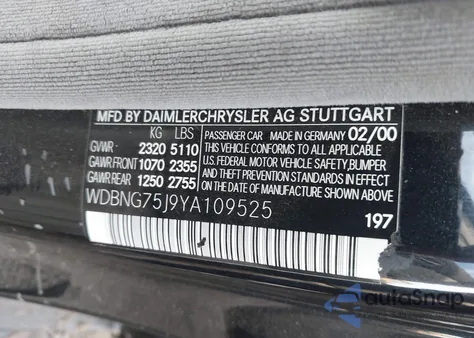 MFD BY DAIMLERCHRYSLER AG STUTTGART
KG LBS
GVWR 2320 5110
GAWR FRONT 1070 2355
GAWR REAR 1250 2755
PASSENGER CAR MADE IN GERMANY 02/00
THIS VEHICLE CONFORMS TO ALL APPLICABLE
U.S. FEDERAL MOTOR VEHICLE SAFETY, BUMPER
AND THEFT PREVENTION STANDARDS IN EFFECT
ON THE DATE OF MANUFACTURE SHOWN ABOVE
WDBNG75J9YA109525
197
autoSnap